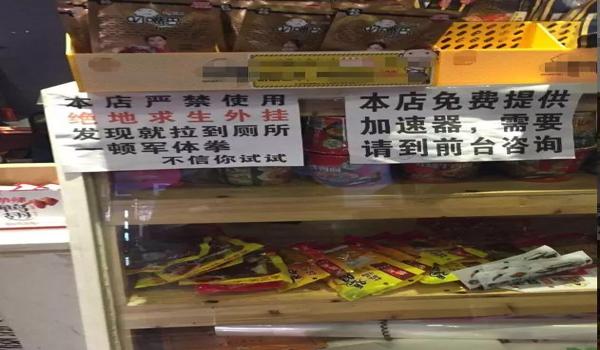 本店严禁使用
绝地求生外挂
发现就拉到厕所
一顿军体拳
不信你试试
本店免费提供
加速器，需要
请到前台咨询